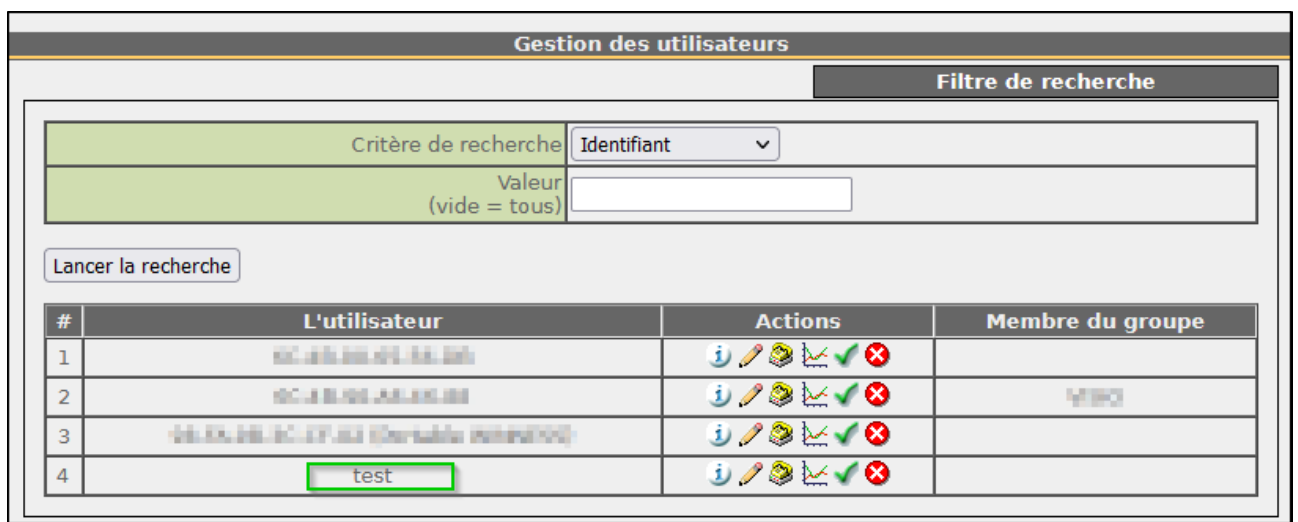 Gestion des utilisateurs
Filtre de recherche
Critère de recherche Identifiant
Valeur
(vide = tous)
Lancer la recherche
# L'utilisateur Actions Membre du groupe
1
2
3
4 test